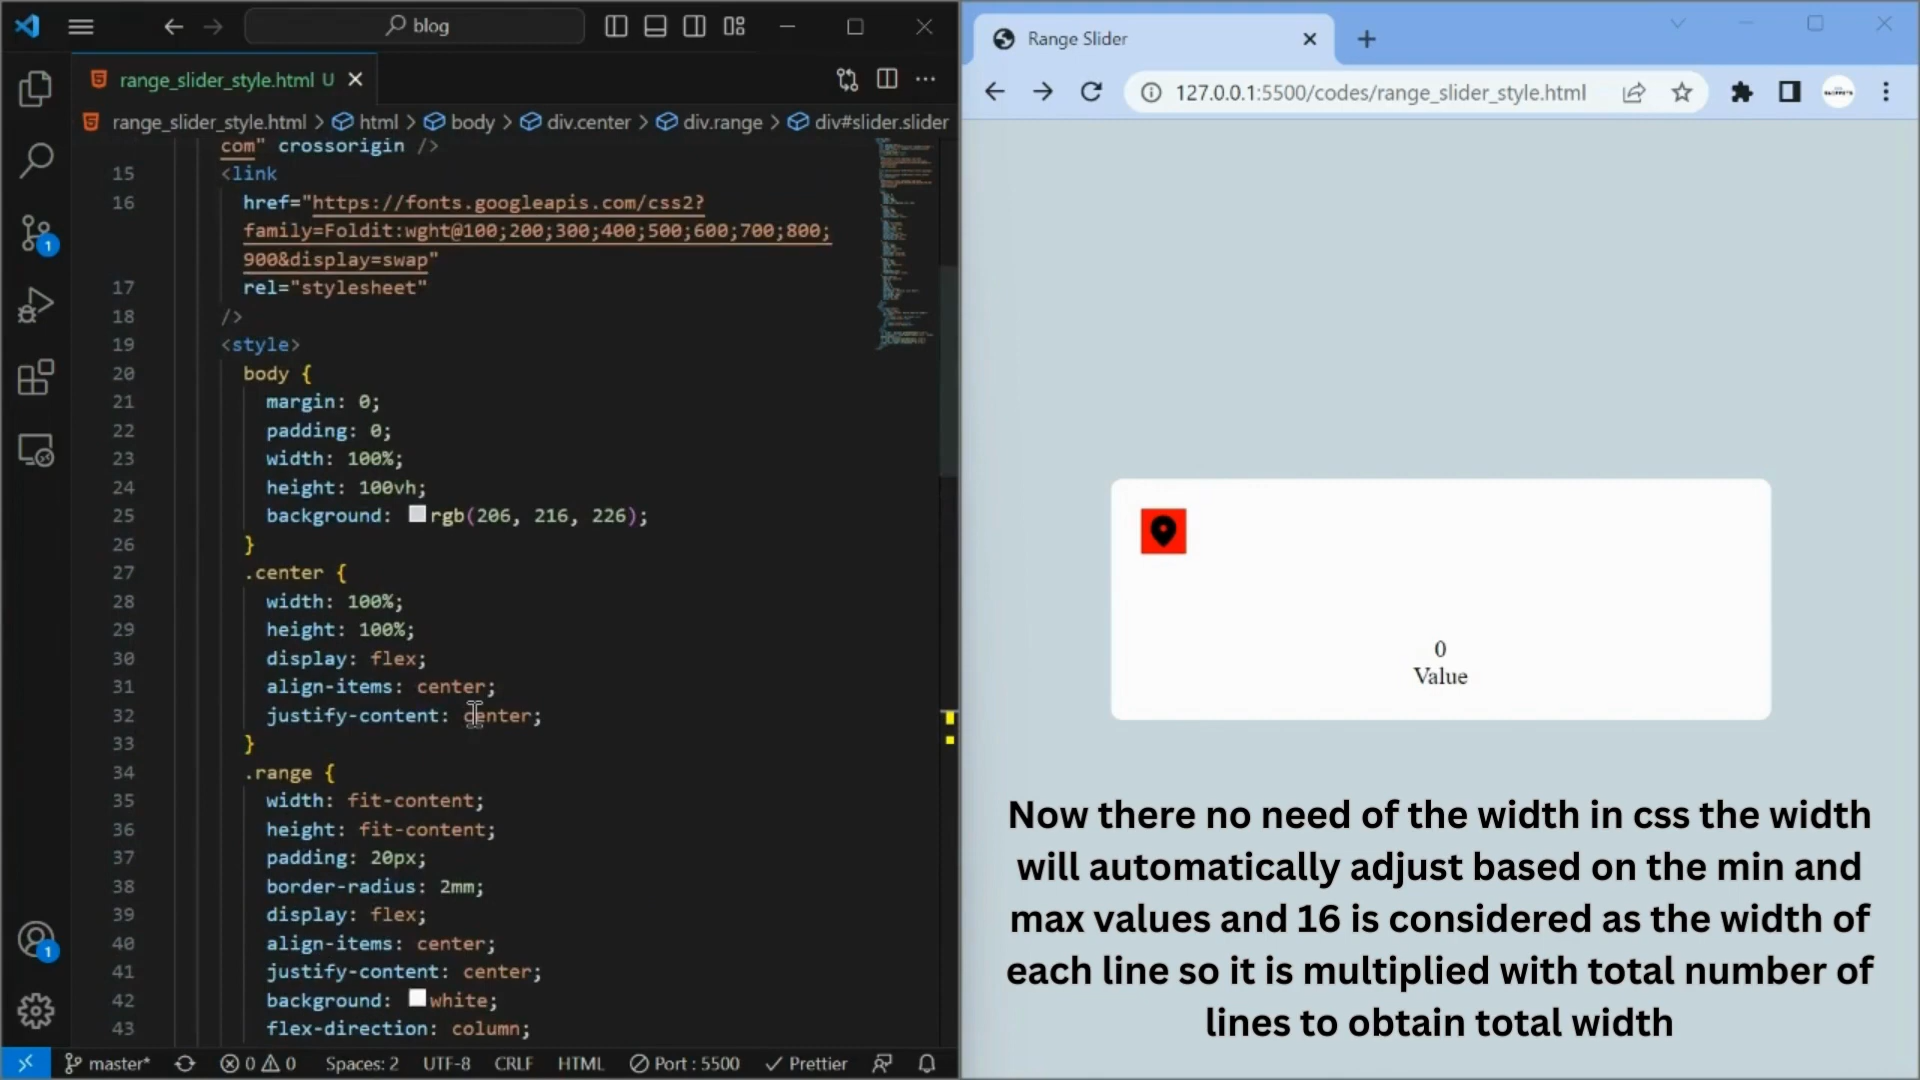 blog
range_slider_style.html U
range_slider_style.html > html > body > div.center > div.range > div#slider.slider
com" crossorigin />
15 <link
16 href="https://fonts.googleapis.com/css2?
family=Foldit:wght@100;200;300;400;500;600;700;800;
900&display=swap"
17 rel="stylesheet"
18 />
19 <style>
20 body {
21 margin: 0;
22 padding: 0;
23 width: 100%;
24 height: 100vh;
25 background: rgb(206, 216, 226);
26 }
27 .center {
28 width: 100%;
29 height: 100%;
30 display: flex;
31 align-items: center;
32 justify-content: center;
33 }
34 .range {
35 width: fit-content;
36 height: fit-content;
37 padding: 20px;
38 border-radius: 2mm;
39 display: flex;
40 align-items: center;
41 justify-content: center;
42 background: white;
43 flex-direction: column;
1
1
master* 0 0 Spaces: 2 UTF-8 CRLF HTML Port : 5500 Prettier
Range Slider
127.0.0.1:5500/codes/range_slider_style.html
0
Value
Now there no need of the width in css the width
will automatically adjust based on the min and
max values and 16 is considered as the width of
each line so it is multiplied with total number of
lines to obtain total width